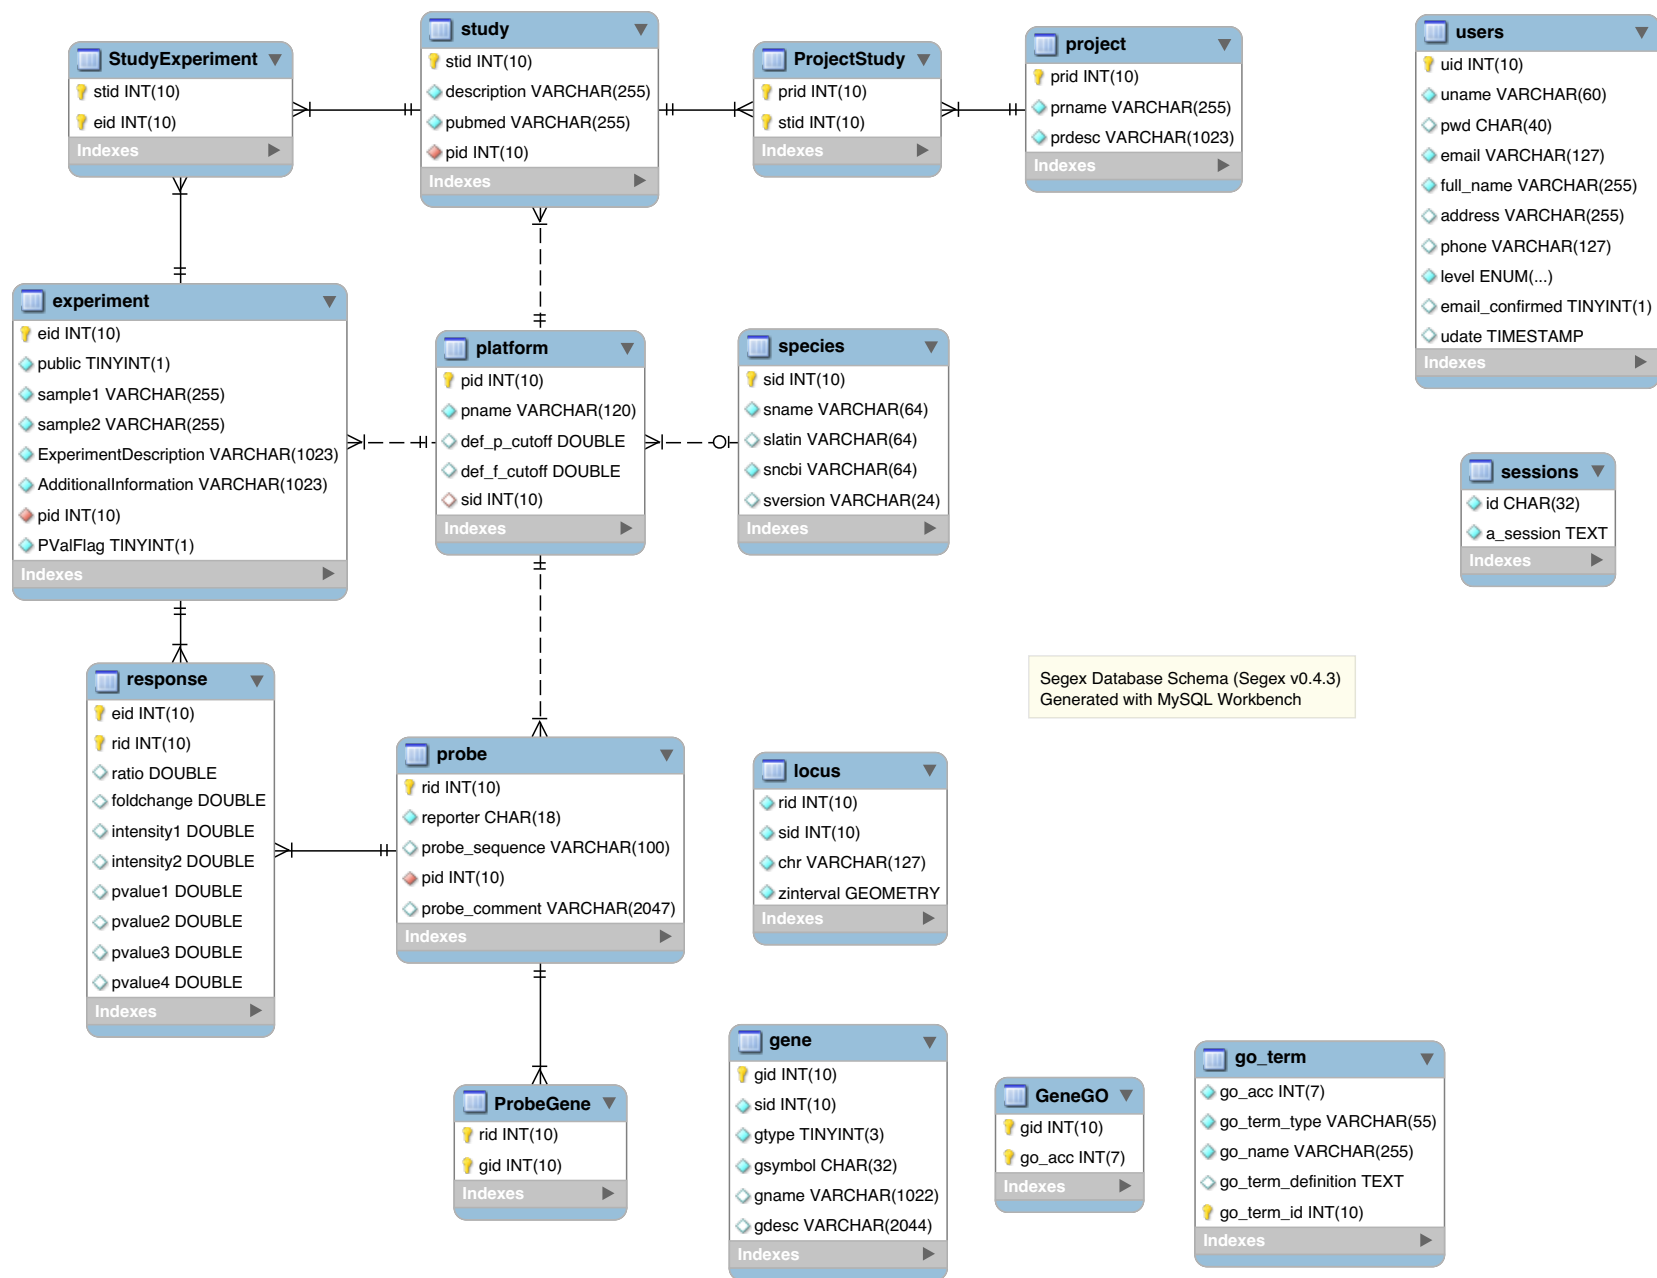 StudyExperiment
stid INT(10)
eid INT(10)
Indexes
study
stid INT(10)
description VARCHAR(255)
pubmed VARCHAR(255)
pid INT(10)
Indexes
ProjectStudy
prid INT(10)
stid INT(10)
Indexes
project
prid INT(10)
prname VARCHAR(255)
prdesc VARCHAR(1023)
Indexes
users
uid INT(10)
uname VARCHAR(60)
pwd CHAR(40)
email VARCHAR(127)
full_name VARCHAR(255)
address VARCHAR(255)
phone VARCHAR(127)
level ENUM(...)
email_confirmed TINYINT(1)
udate TIMESTAMP
Indexes
experiment
eid INT(10)
public TINYINT(1)
sample1 VARCHAR(255)
sample2 VARCHAR(255)
ExperimentDescription VARCHAR(1023)
AdditionalInformation VARCHAR(1023)
pid INT(10)
PValFlag TINYINT(1)
Indexes
platform
pid INT(10)
pname VARCHAR(120)
def_p_cutoff DOUBLE
def_f_cutoff DOUBLE
sid INT(10)
Indexes
species
sid INT(10)
sname VARCHAR(64)
slatin VARCHAR(64)
sncbi VARCHAR(64)
sversion VARCHAR(24)
Indexes
sessions
id CHAR(32)
a_session TEXT
Indexes
response
eid INT(10)
rid INT(10)
ratio DOUBLE
foldchange DOUBLE
intensity1 DOUBLE
intensity2 DOUBLE
pvalue1 DOUBLE
pvalue2 DOUBLE
pvalue3 DOUBLE
pvalue4 DOUBLE
Indexes
probe
rid INT(10)
reporter CHAR(18)
probe_sequence VARCHAR(100)
pid INT(10)
probe_comment VARCHAR(2047)
Indexes
locus
rid INT(10)
sid INT(10)
chr VARCHAR(127)
zinterval GEOMETRY
Indexes
Segex Database Schema (Segex v0.4.3)
Generated with MySQL Workbench
ProbeGene
rid INT(10)
gid INT(10)
Indexes
gene
gid INT(10)
sid INT(10)
gtype TINYINT(3)
gsymbol CHAR(32)
gname VARCHAR(1022)
gdesc VARCHAR(2044)
Indexes
GeneGO
gid INT(10)
go_acc INT(7)
Indexes
go_term
go_acc INT(7)
go_term_type VARCHAR(55)
go_name VARCHAR(255)
go_term_definition TEXT
go_term_id INT(10)
Indexes